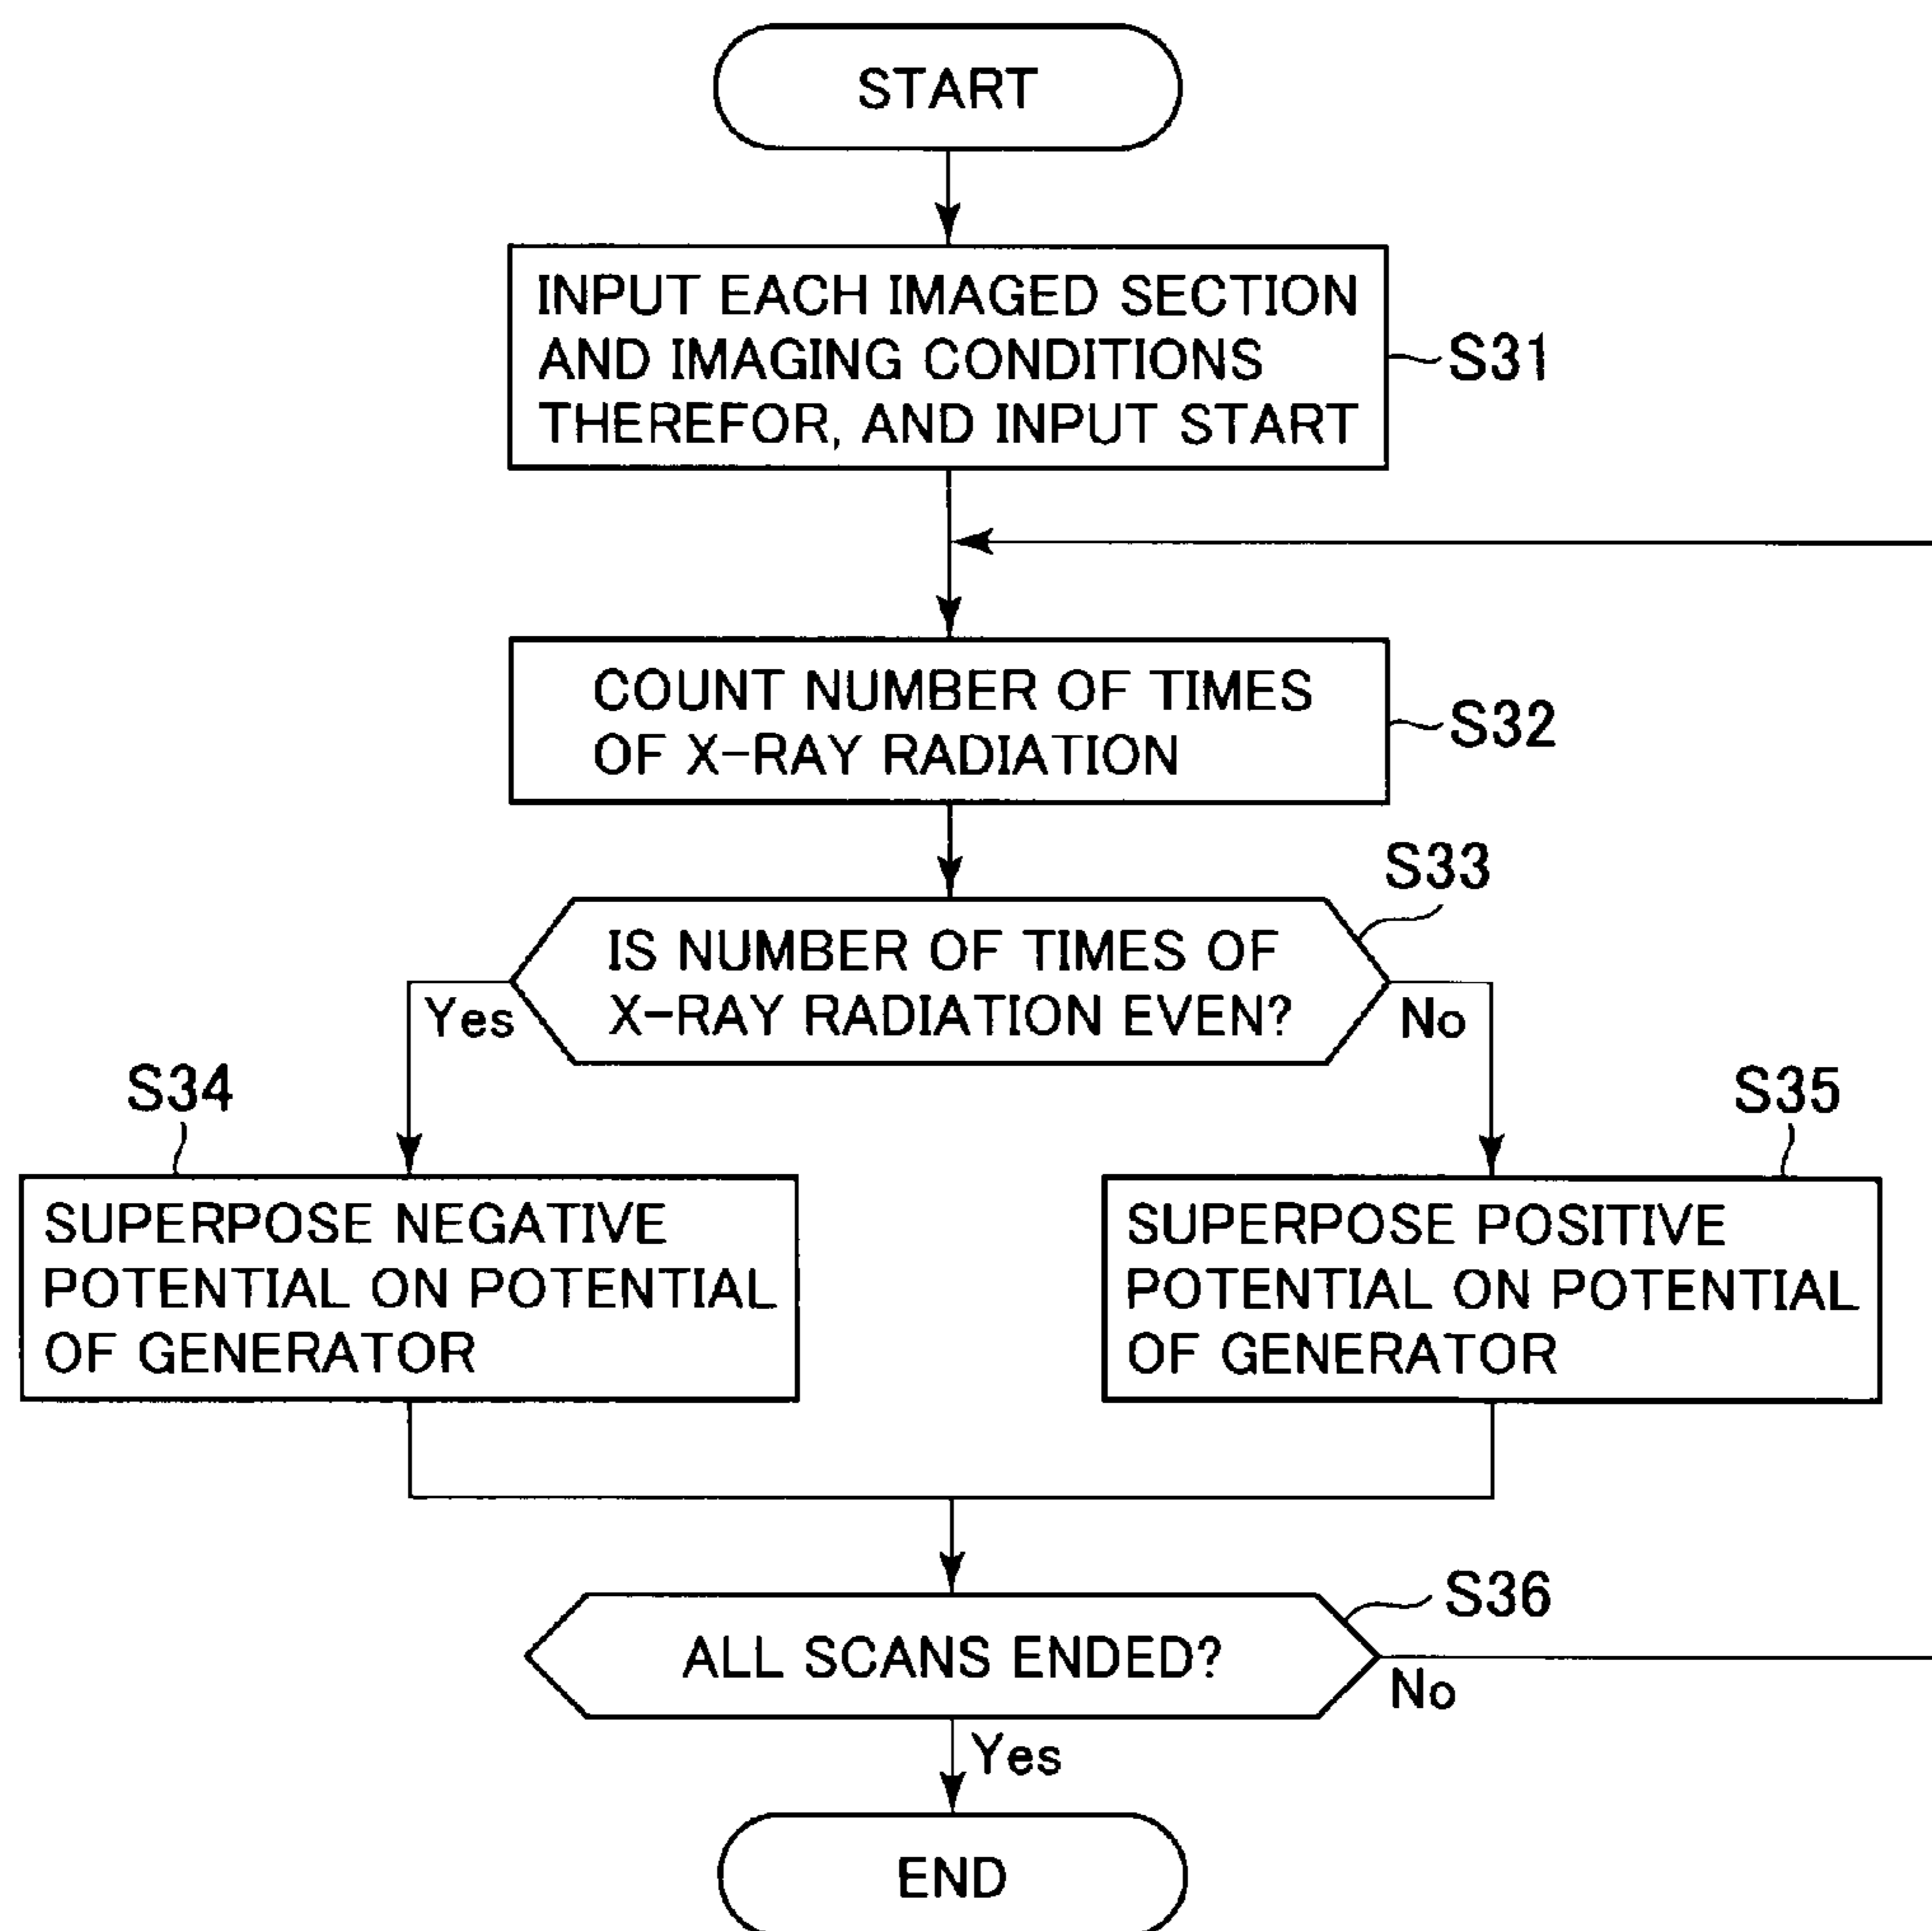 START
INPUT EACH IMAGED SECTION
AND IMAGING CONDITIONS
THEREFOR, AND INPUT START
S31
COUNT NUMBER OF TIMES
OF X-RAY RADIATION
S32
S33
IS NUMBER OF TIMES OF
X-RAY RADIATION EVEN?
Yes
No
S34
S35
SUPERPOSE NEGATIVE
POTENTIAL ON POTENTIAL
OF GENERATOR
SUPERPOSE POSITIVE
POTENTIAL ON POTENTIAL
OF GENERATOR
S36
ALL SCANS ENDED?
No
Yes
END